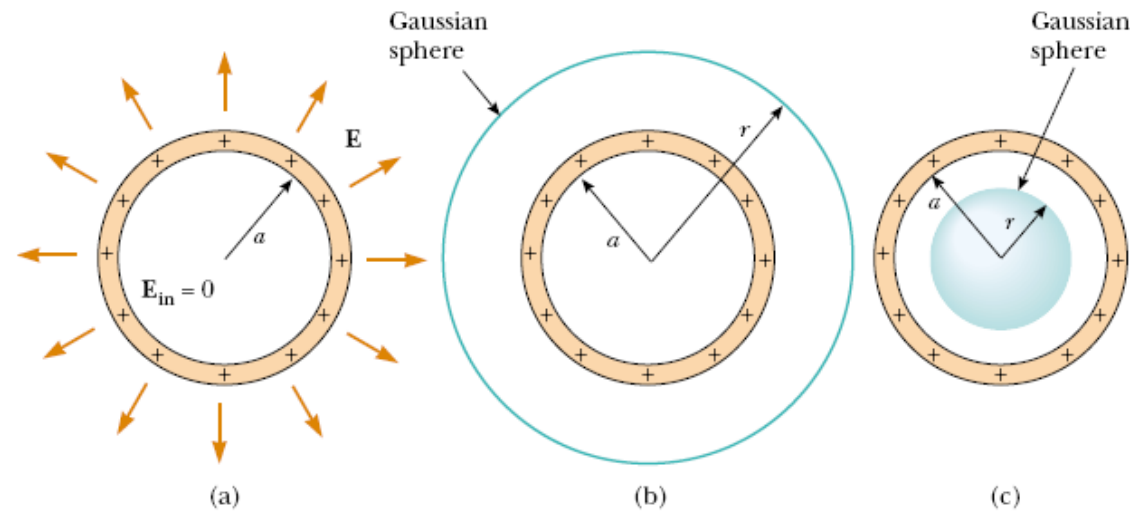 Gaussian
sphere
E
a
E_in = 0
+ + + + + + + + + + + +
(a)
r
a
+ + + + + + + + + + + +
(b)
Gaussian
sphere
a
r
+ + + + + + + + + + + +
(c)